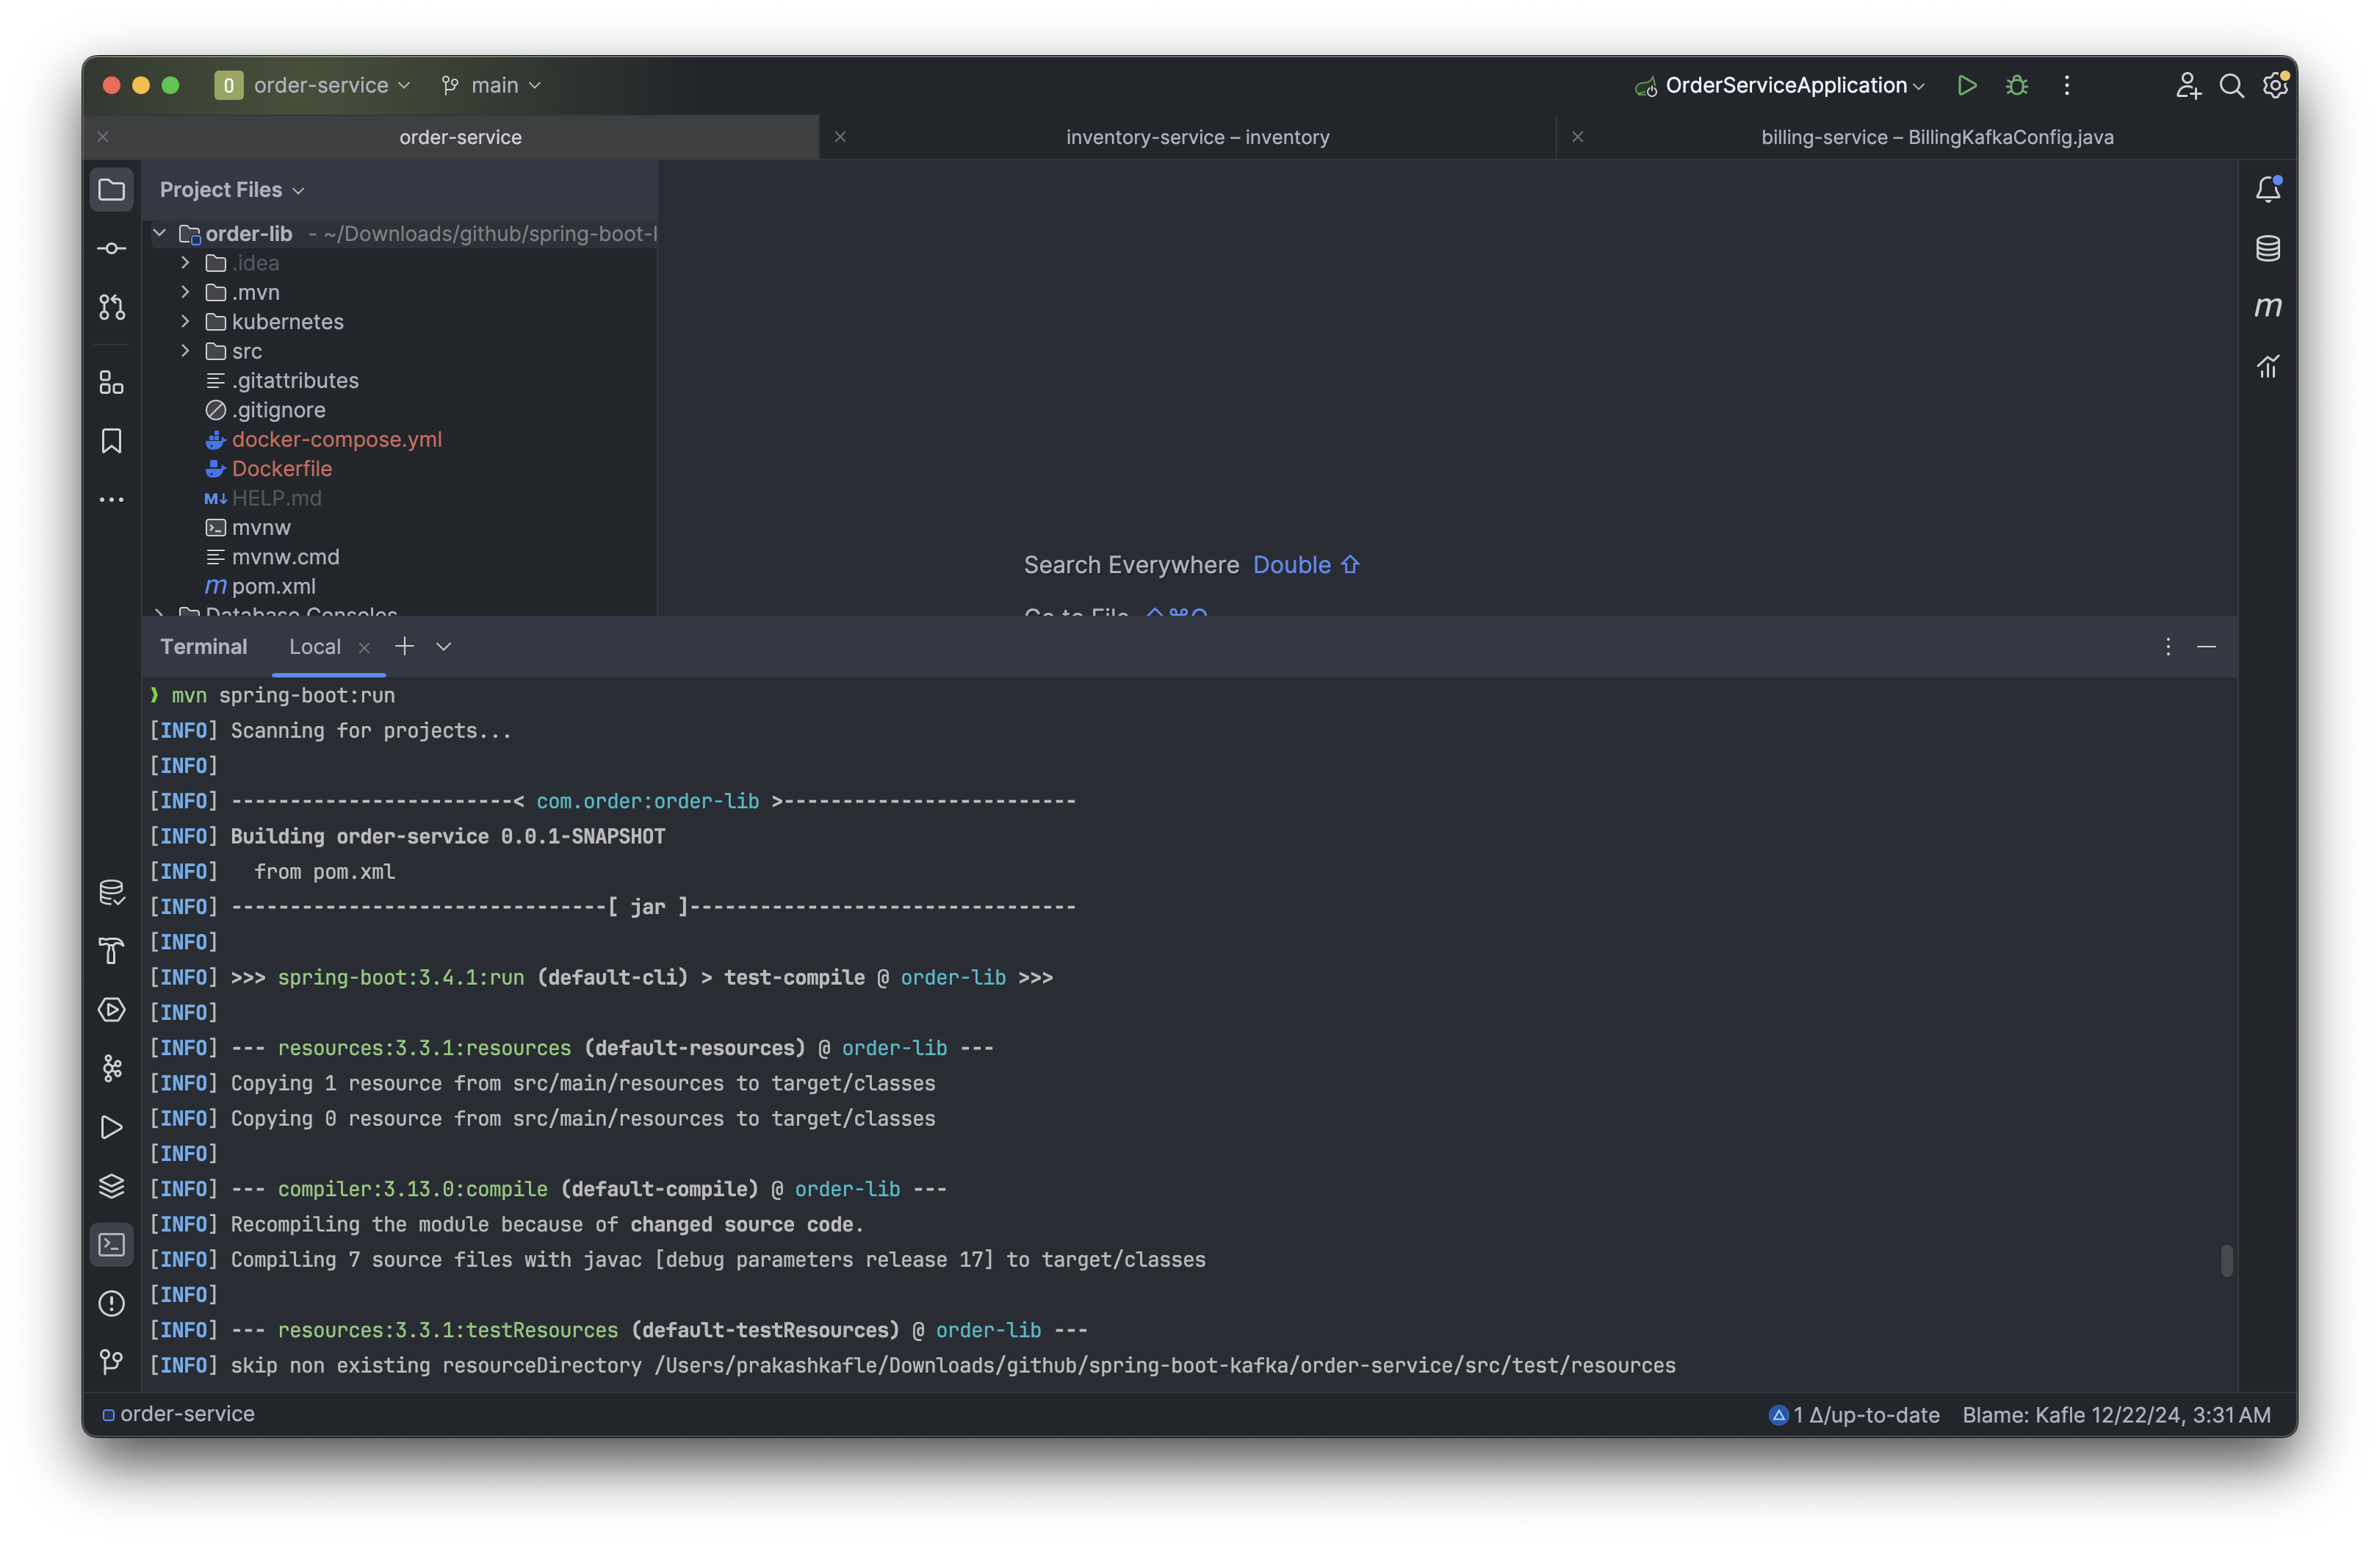 O order-service main OrderServiceApplication
order-service inventory-service – inventory billing-service – BillingKafkaConfig.java
Project Files
order-lib - ~/Downloads/github/spring-boot-
.idea
.mvn
kubernetes
src
.gitattributes
.gitignore
docker-compose.yml
Dockerfile
M↓ HELP.md
mvnw
mvnw.cmd
m pom.xml
Database Consoles
m
Search Everywhere Double ⇧
Go to File ⇧⌘O
Terminal Local
❯ mvn spring-boot:run
[INFO] Scanning for projects...
[INFO]
[INFO] ------------------------< com.order:order-lib >-------------------------
[INFO] Building order-service 0.0.1-SNAPSHOT
[INFO]   from pom.xml
[INFO] --------------------------------[ jar ]---------------------------------
[INFO]
[INFO] >>> spring-boot:3.4.1:run (default-cli) > test-compile @ order-lib >>>
[INFO]
[INFO] --- resources:3.3.1:resources (default-resources) @ order-lib ---
[INFO] Copying 1 resource from src/main/resources to target/classes
[INFO] Copying 0 resource from src/main/resources to target/classes
[INFO]
[INFO] --- compiler:3.13.0:compile (default-compile) @ order-lib ---
[INFO] Recompiling the module because of changed source code.
[INFO] Compiling 7 source files with javac [debug parameters release 17] to target/classes
[INFO]
[INFO] --- resources:3.3.1:testResources (default-testResources) @ order-lib ---
[INFO] skip non existing resourceDirectory /Users/prakashkafle/Downloads/github/spring-boot-kafka/order-service/src/test/resources
order-service 1 Δ/up-to-date Blame: Kafle 12/22/24, 3:31 AM